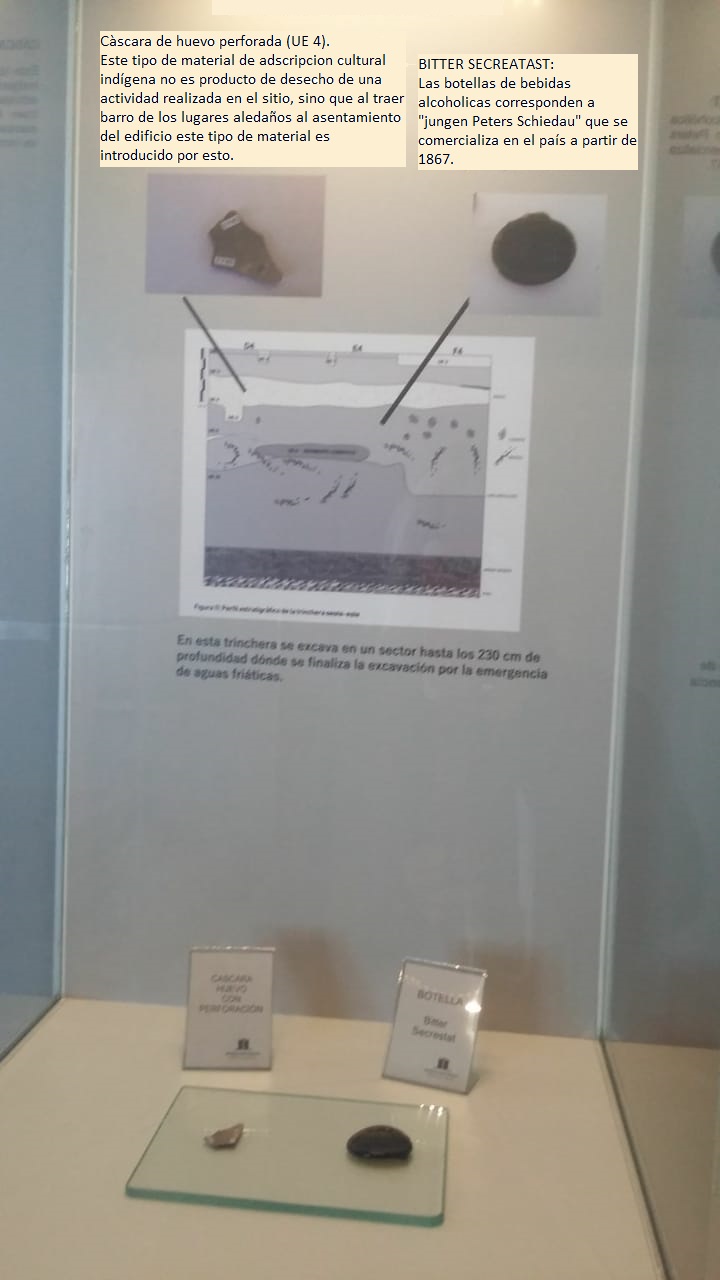 Càscara de huevo perforada (UE 4).
Este tipo de material de adscripcion cultural
indígena no es producto de desecho de una
actividad realizada en el sitio, sino que al traer
barro de los lugares aledaños al asentamiento
del edificio este tipo de material es
introducido por esto.
BITTER SECREATAST:
Las botellas de bebidas
alcoholicas corresponden a
"jungen Peters Schiedau" que se
comercializa en el país a partir de
1867.
Figura 11: Perfil estratigráfico de la trinchera oeste-este
En esta trinchera se excava en un sector hasta los 230 cm de
profundidad dónde se finaliza la excavación por la emergencia
de aguas friáticas.
CASCARA
HUEVO
CON
PERFORACIÓN
BOTELLA
Bitter
Secrestat